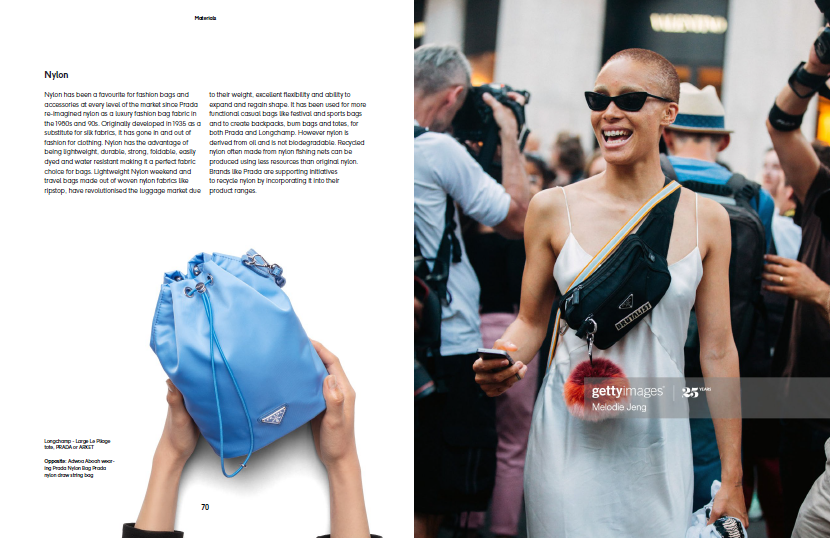 Materials
Nylon
Nylon has been a favourite for fashion bags and
accessories at every level of the market since Prada
re-imagined nylon as a luxury fashion bag fabric in
the 1980s and 90s. Originally developed in 1935 as a
substitute for silk fabrics, it has gone in and out of
fashion for clothing. Nylon has the advantage of
being lightweight, durable, strong, foldable, easily
dyed and water resistant making it a perfect fabric
choice for bags. Lightweight Nylon weekend and
travel bags made out of woven nylon fabrics like
ripstop, have revolutionised the luggage market due
to their weight, excellent flexibility and ability to
expand and regain shape. It has been used for more
functional casual bags like festival and sports bags
and to create backpacks, bum bags and totes, for
both Prada and Longchamp. However nylon is
derived from oil and is not biodegradable. Recycled
nylon often made from nylon fishing nets can be
produced using less resources than original nylon.
Brands like Prada are supporting initiatives
to recycle nylon by incorporating it into their
product ranges.
Longchamp - Large Le Pliage
tote, PRADA or ARKET
Opposite: Adwoa Aboah wear-
ing Prada Nylon Bag Prada
nylon draw string bag
70
VALENTINO
BRUTALIST
gettyimages® 25 YEARS
Melodie Jeng